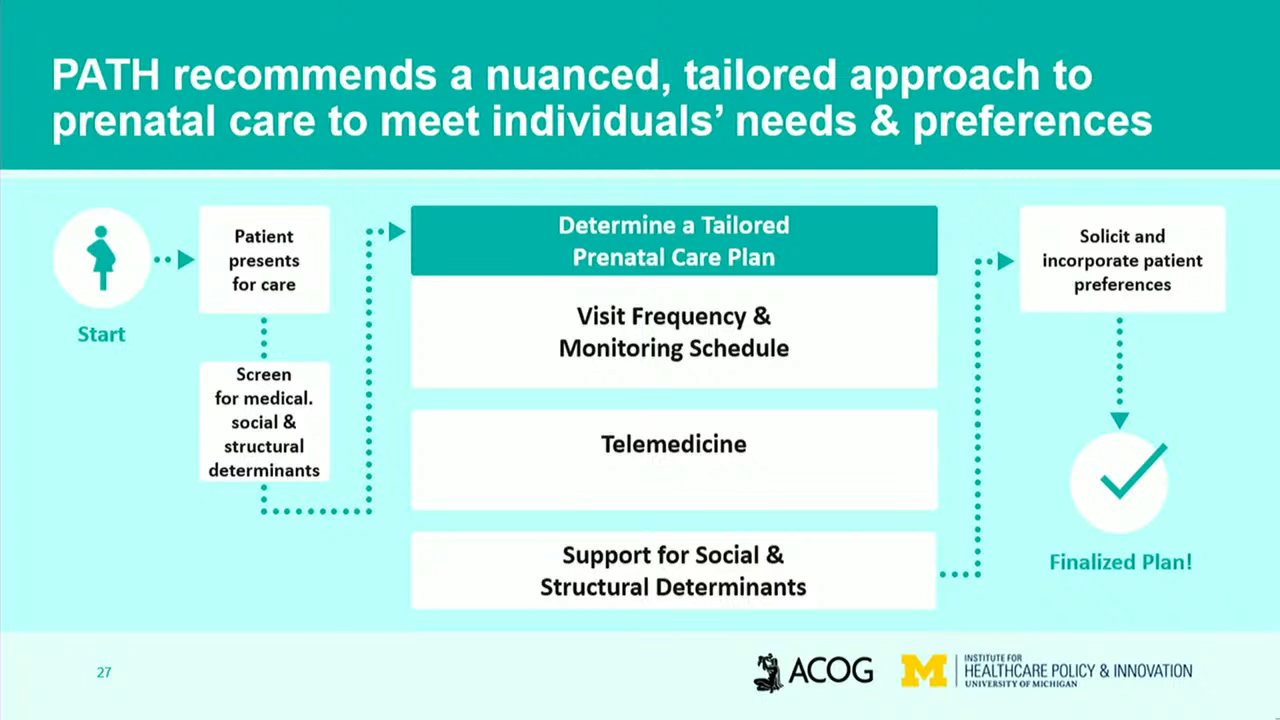 PATH recommends a nuanced, tailored approach to
prenatal care to meet individuals' needs & preferences
Start
Patient
presents
for care
Screen
for medical.
social &
structural
determinants
Determine a Tailored
Prenatal Care Plan
Visit Frequency &
Monitoring Schedule
Telemedicine
Support for Social &
Structural Determinants
Solicit and
incorporate patient
preferences
Finalized Plan!
27
ACOG
M
INSTITUTE FOR
HEALTHCARE POLICY & INNOVATION
UNIVERSITY OF MICHIGAN